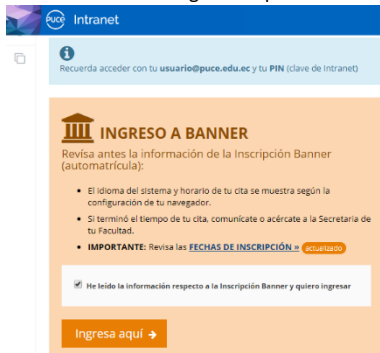 puce Intranet
Recuerda acceder con tu usuario@puce.edu.ec y tu PIN (clave de Intranet)
INGRESO A BANNER
Revisa antes la información de la Inscripción Banner
(automatrícula):
• El idioma del sistema y horario de tu cita se muestra según la
configuración de tu navegador.
• Si terminó el tiempo de tu cita, comunícate o acércate a la Secretaría de
tu Facultad.
• IMPORTANTE: Revisa las FECHAS DE INSCRIPCIÓN » actualizado
He leído la información respecto a la Inscripción Banner y quiero ingresar
Ingresa aquí →